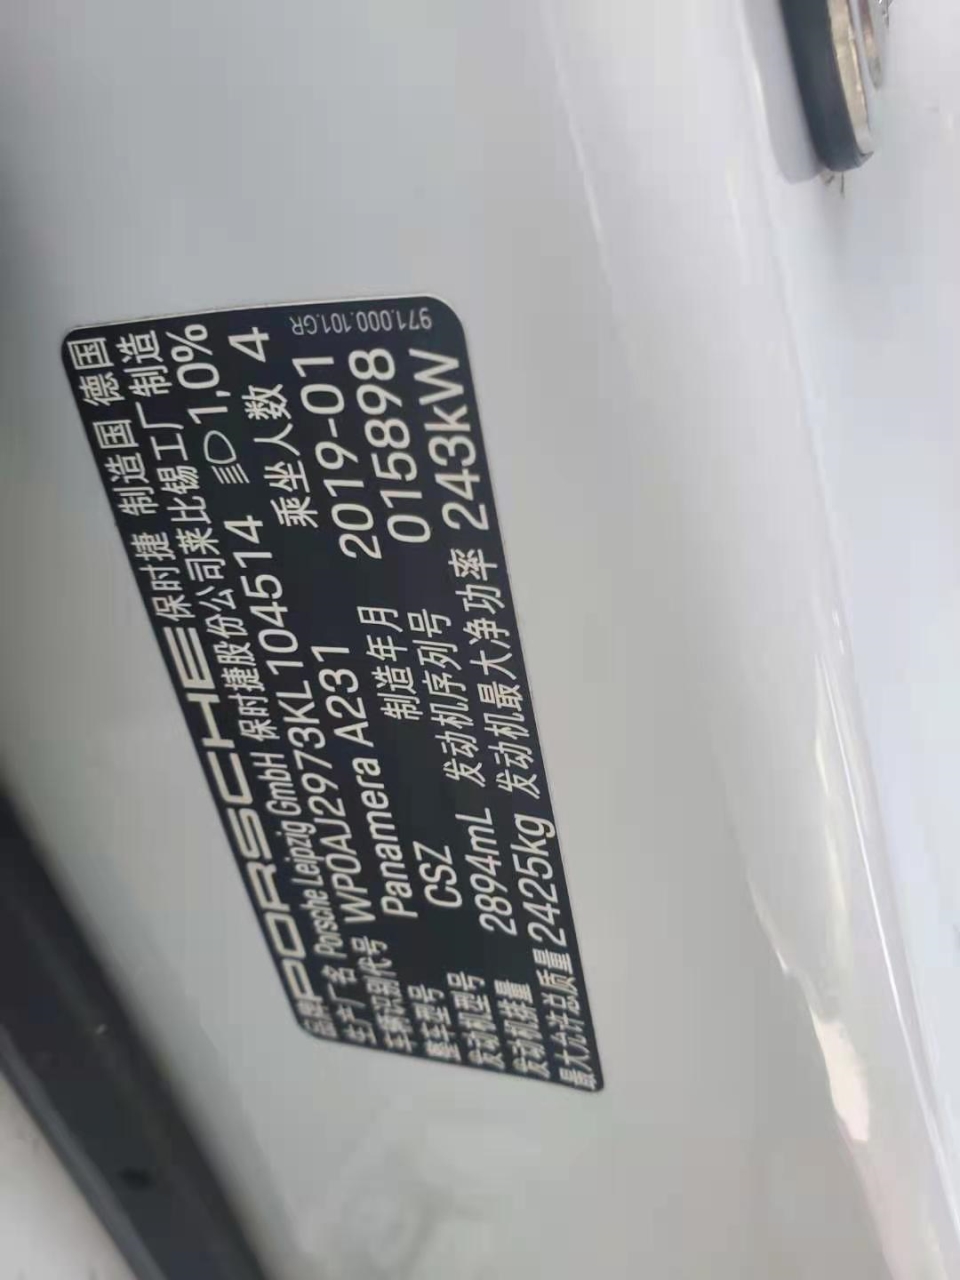 品牌 PORSCHE 保时捷 制造国 德国
生产厂名 Porsche Leipzig GmbH 保时捷股份公司莱比锡工厂制造
车辆识别代号 WP0AJ2973KL104514 1,0%
整车型号 Panamera A231 乘坐人数 4
发动机型号 CSZ 制造年月 2019-01
发动机排量 2894mL 发动机序列号 015898
最大允许总质量 2425kg 发动机最大净功率 243kW
971.000.101.GR